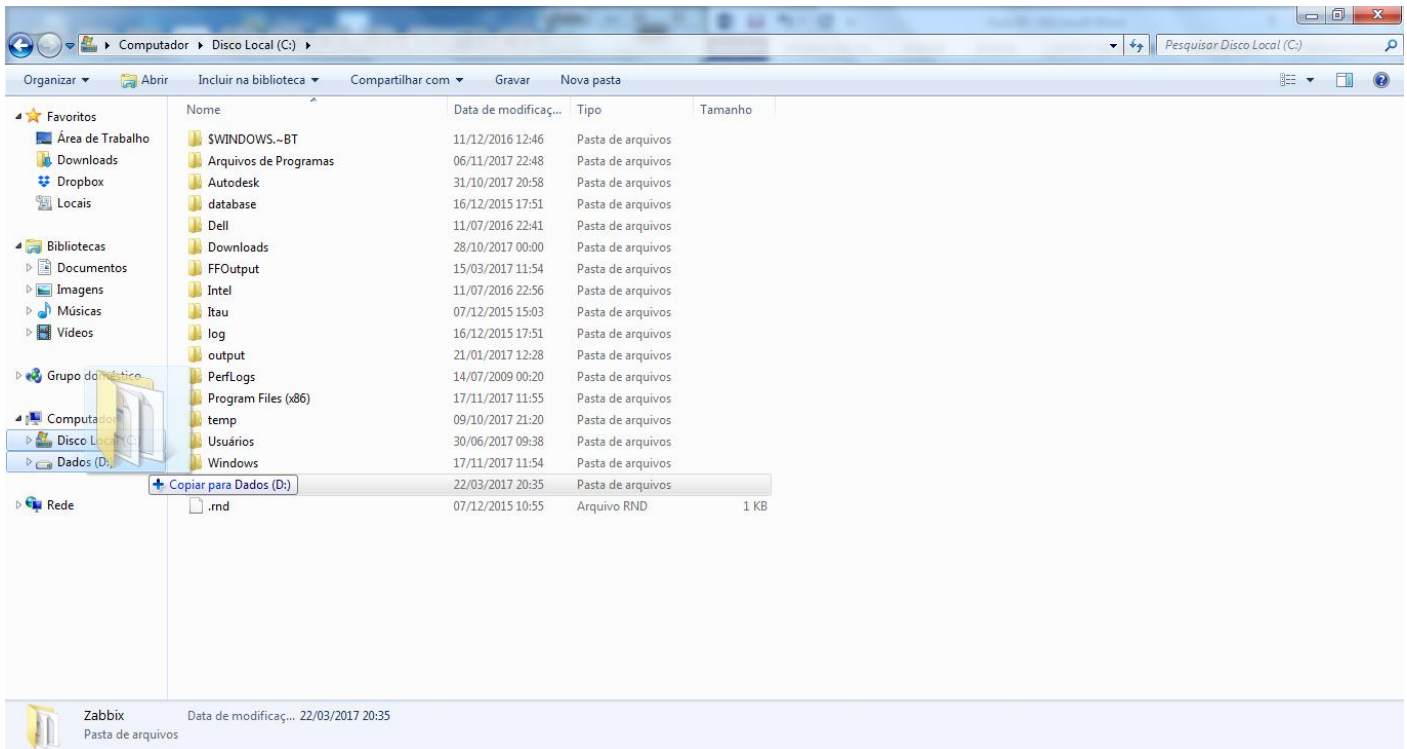 Computador Disco Local (C:) Pesquisar Disco Local (C:)
Organizar Abrir Incluir na biblioteca Compartilhar com Gravar Nova pasta
Favoritos
Área de Trabalho
Downloads
Dropbox
Locais
Bibliotecas
Documentos
Imagens
Músicas
Vídeos
Grupo doméstico
Computador
Disco Local (C:)
Dados (D:)
Rede
Nome Data de modificaç... Tipo Tamanho
$WINDOWS.~BT 11/12/2016 12:46 Pasta de arquivos
Arquivos de Programas 06/11/2017 22:48 Pasta de arquivos
Autodesk 31/10/2017 20:58 Pasta de arquivos
database 16/12/2015 17:51 Pasta de arquivos
Dell 11/07/2016 22:41 Pasta de arquivos
Downloads 28/10/2017 00:00 Pasta de arquivos
FFOutput 15/03/2017 11:54 Pasta de arquivos
Intel 11/07/2016 22:56 Pasta de arquivos
Itau 07/12/2015 15:03 Pasta de arquivos
log 16/12/2015 17:51 Pasta de arquivos
output 21/01/2017 12:28 Pasta de arquivos
PerfLogs 14/07/2009 00:20 Pasta de arquivos
Program Files (x86) 17/11/2017 11:55 Pasta de arquivos
temp 09/10/2017 21:20 Pasta de arquivos
Usuários 30/06/2017 09:38 Pasta de arquivos
Windows 17/11/2017 11:54 Pasta de arquivos
Copiar para Dados (D:) 22/03/2017 20:35 Pasta de arquivos
.rnd 07/12/2015 10:55 Arquivo RND 1 KB
Zabbix Data de modificaç... 22/03/2017 20:35
Pasta de arquivos